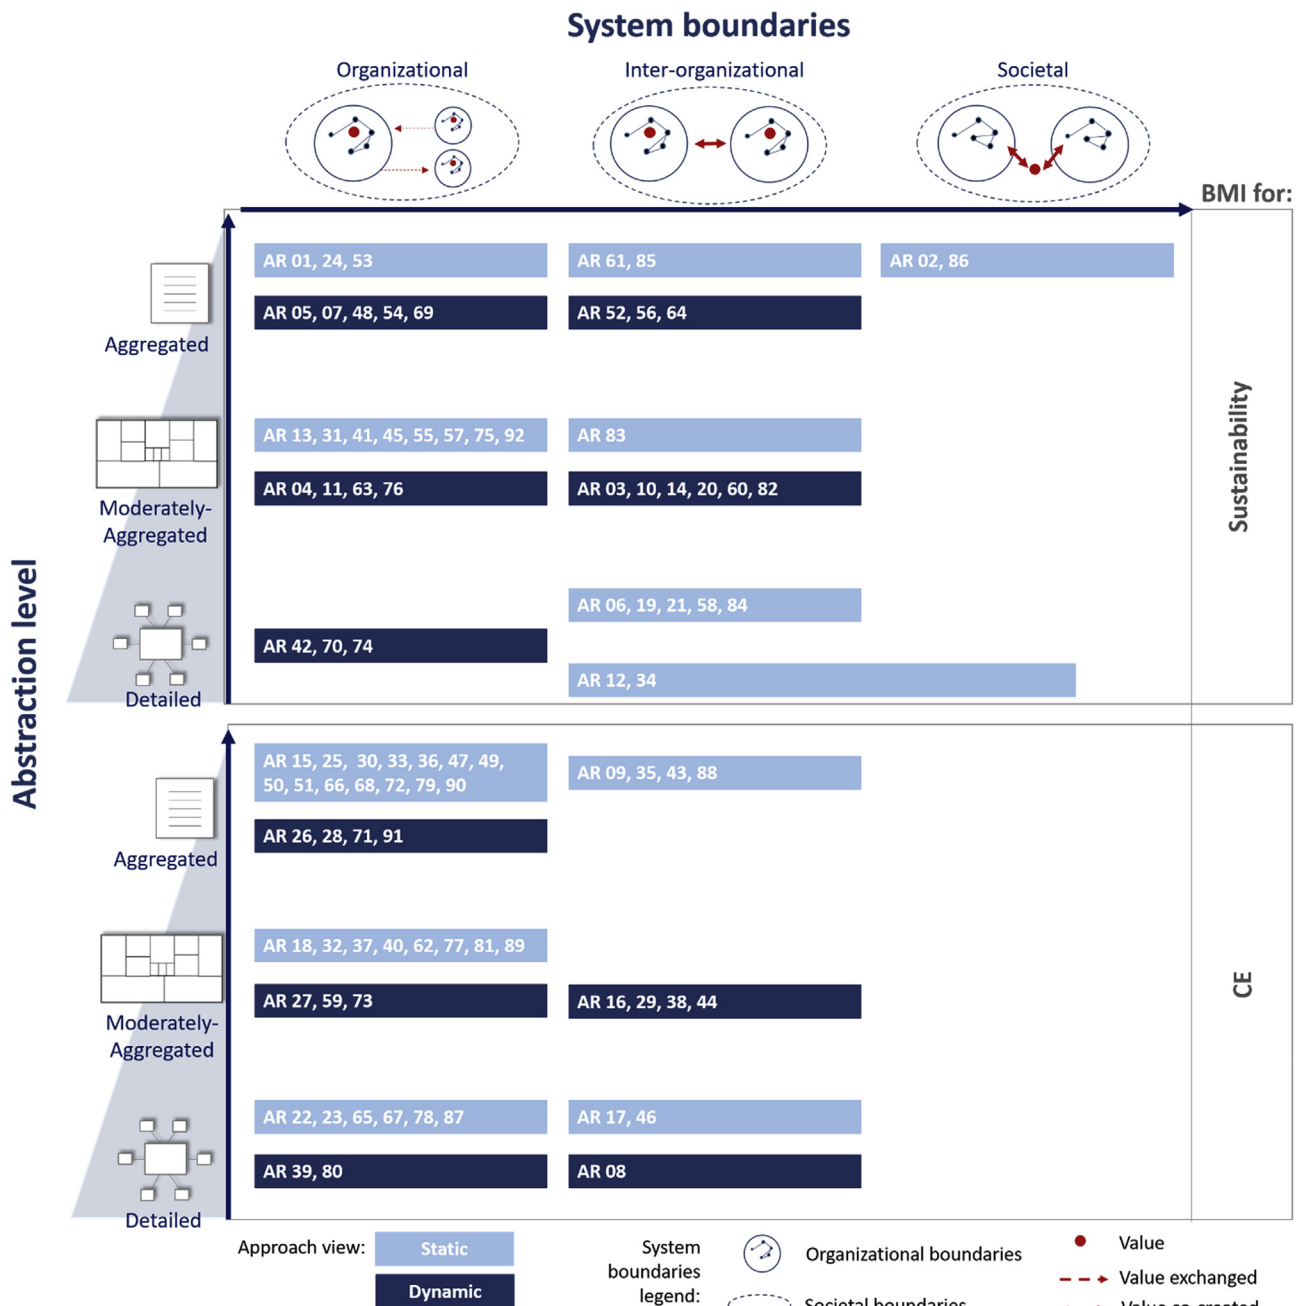 System boundaries
Organizational
Inter-organizational
Societal
BMI for:
AR 01, 24, 53
AR 61, 85
AR 02, 86
AR 05, 07, 48, 54, 69
AR 52, 56, 64
Aggregated
AR 13, 31, 41, 45, 55, 57, 75, 92
AR 83
AR 04, 11, 63, 76
AR 03, 10, 14, 20, 60, 82
Moderately-
Aggregated
Sustainability
AR 06, 19, 21, 58, 84
AR 42, 70, 74
AR 12, 34
Detailed
Abstraction level
AR 15, 25, 30, 33, 36, 47, 49,
50, 51, 66, 68, 72, 79, 90
AR 09, 35, 43, 88
AR 26, 28, 71, 91
Aggregated
AR 18, 32, 37, 40, 62, 77, 81, 89
AR 27, 59, 73
AR 16, 29, 38, 44
Moderately-
Aggregated
CE
AR 22, 23, 65, 67, 78, 87
AR 17, 46
AR 39, 80
AR 08
Detailed
Approach view:
Static
Dynamic
System
boundaries
legend:
Organizational boundaries
Societal boundaries
Value
Value exchanged
Value co-created